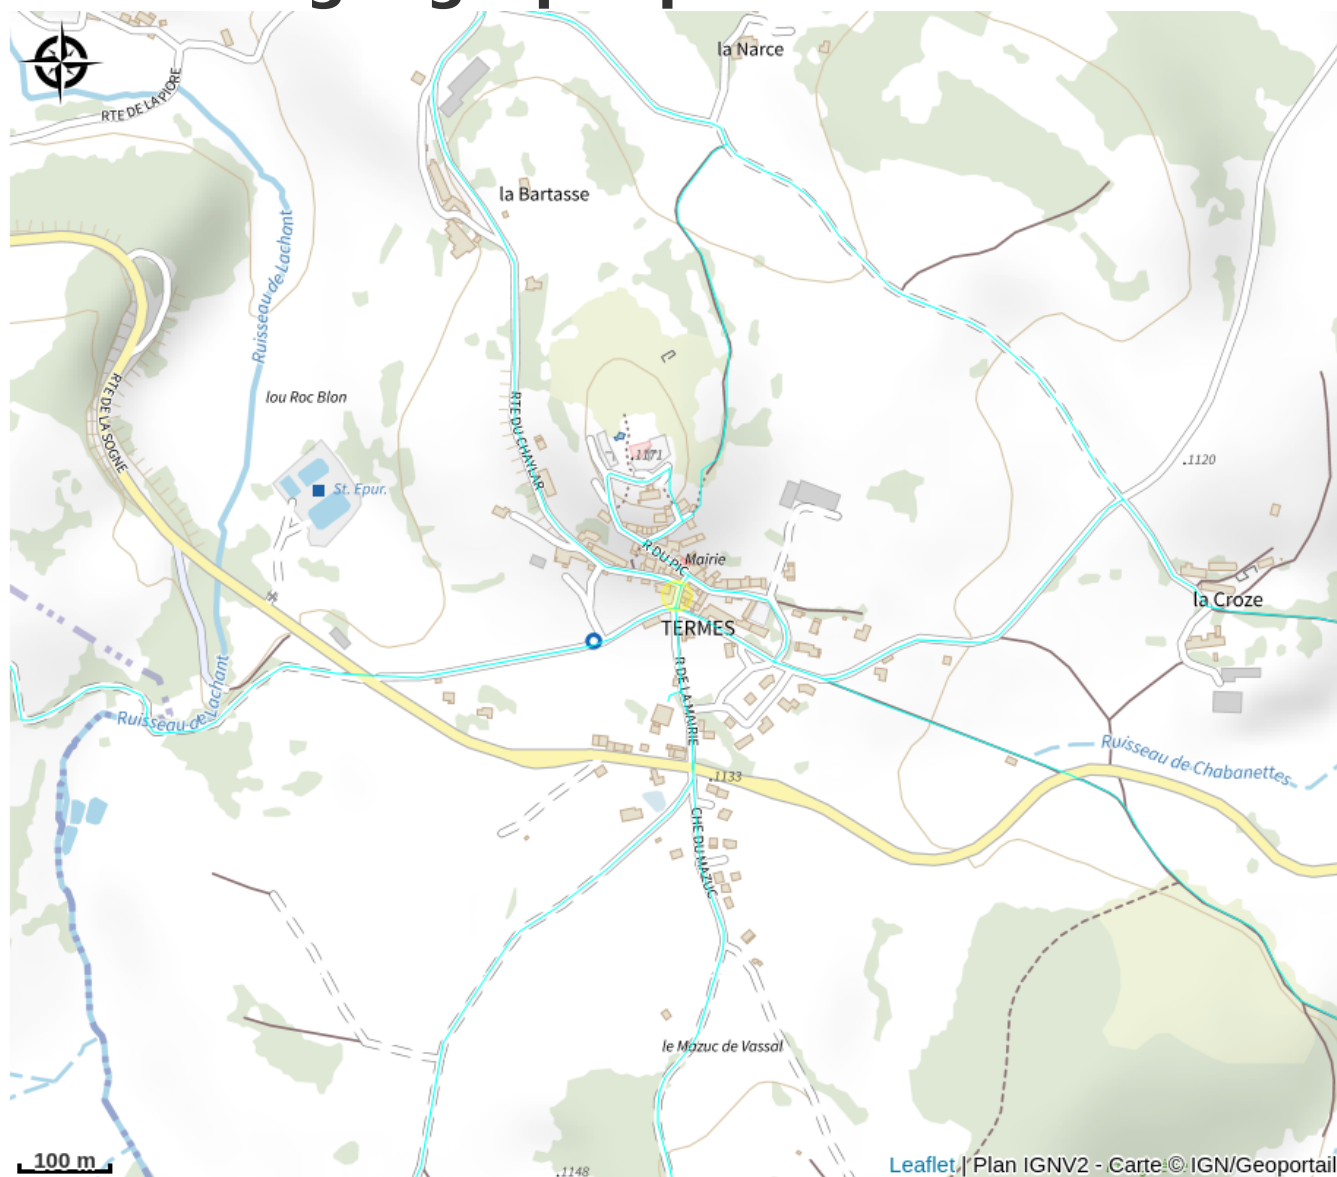 la Narce
RTE DE LA PIORE
la Bartasse
Ruisseau de Lachant
RTE DE LA SOGNE
lou Roc Blon
RTE DU CHAYLAR
.1171
.1120
St. Epur.
R DU PIC
Mairie
la Croze
TERMES
R DE LA MAIRIE
Ruisseau de Lachant
Ruisseau de Chabanettes
.1133
CHE DU MAZUC
le Mazuc de Vassal
100 m
.1148
Leaflet | Plan IGNV2 - Carte © IGN/Geoportail